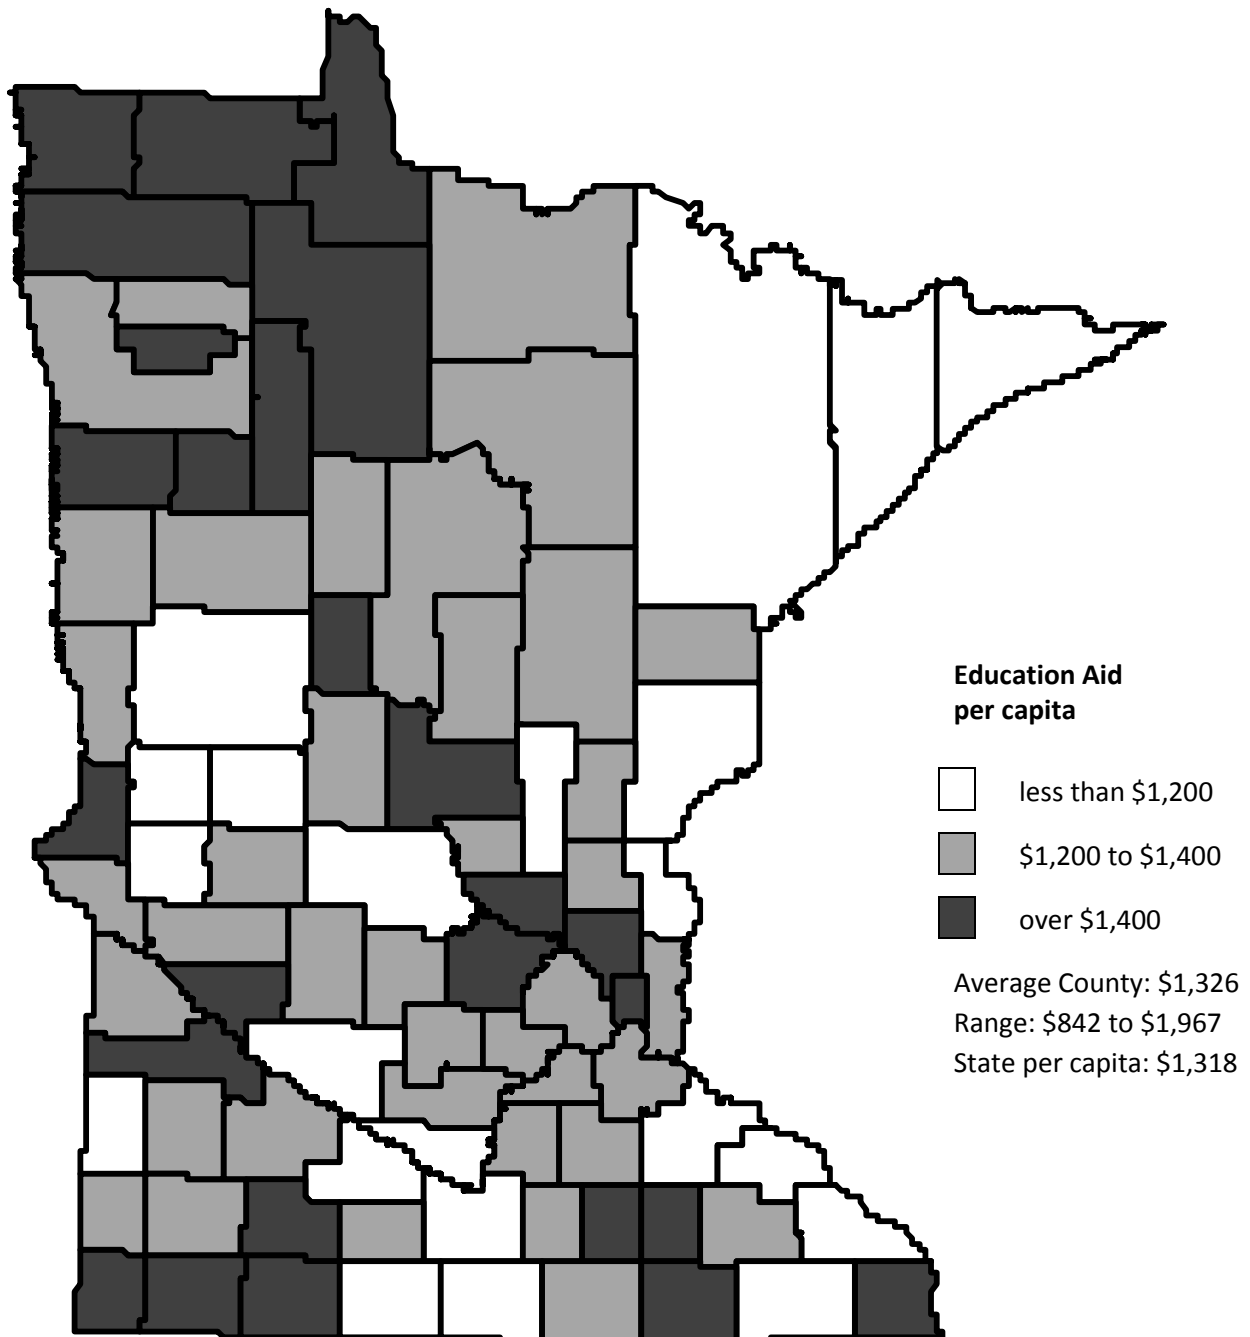 Education Aid
per capita
less than $1,200
$1,200 to $1,400
over $1,400
Average County: $1,326
Range: $842 to $1,967
State per capita: $1,318